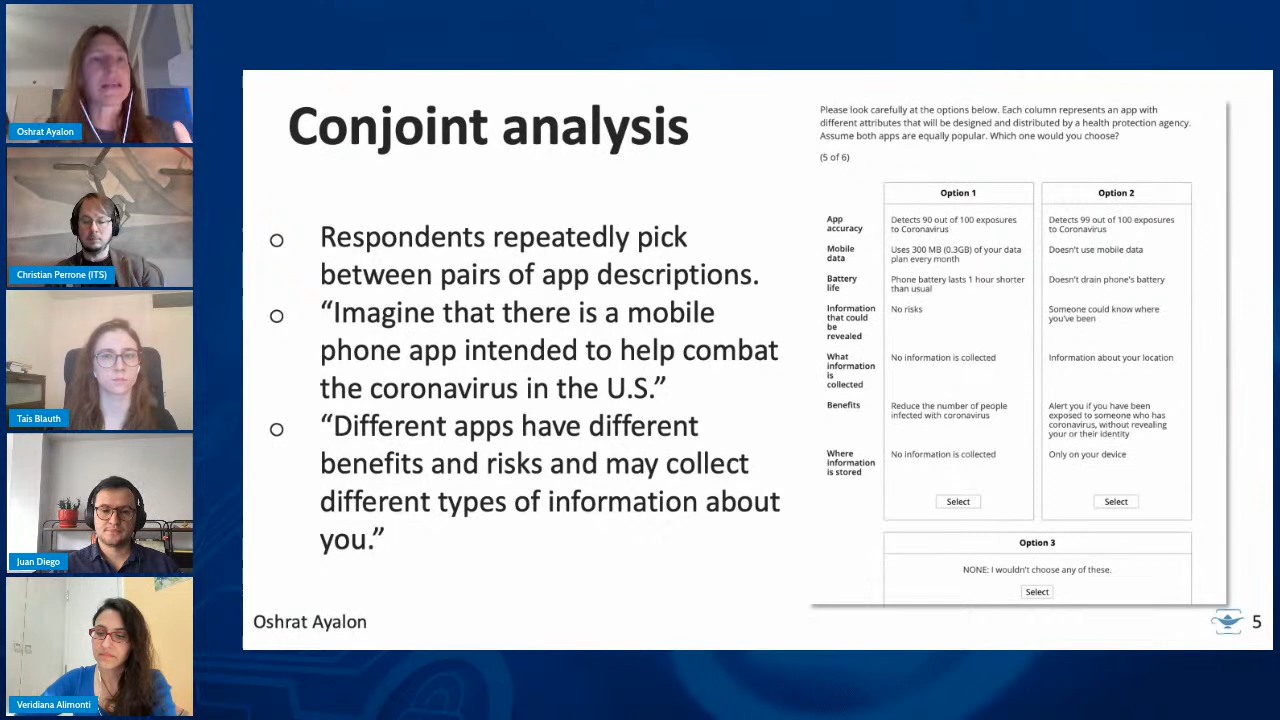 Oshrat Ayalon
Christian Perrone (ITS)
Taís Blauth
Juan Diego
Veridiana Alimonti
Conjoint analysis
Respondents repeatedly pick
between pairs of app descriptions.
“Imagine that there is a mobile
phone app intended to help combat
the coronavirus in the U.S.”
“Different apps have different
benefits and risks and may collect
different types of information about
you.”
Oshrat Ayalon
Please look carefully at the options below. Each column represents an app with
different attributes that will be designed and distributed by a health protection agency.
Assume both apps are equally popular. Which one would you choose?
(5 of 6)
Option 1
Option 2
App
accuracy
Detects 90 out of 100 exposures
to Coronavirus
Detects 99 out of 100 exposures
to Coronavirus
Mobile
data
Uses 300 MB (0.3GB) of your data
plan every month
Doesn't use mobile data
Battery
life
Phone battery lasts 1 hour shorter
than usual
Doesn't drain phone's battery
Information
that could
be
revealed
No risks
Someone could know where
you've been
What
information
is
collected
No information is collected
Information about your location
Benefits
Reduce the number of people
infected with coronavirus
Alert you if you have been
exposed to someone who has
coronavirus, without revealing
your or their identity
Where
information
is stored
No information is collected
Only on your device
Select
Select
Option 3
NONE: I wouldn't choose any of these.
Select
5